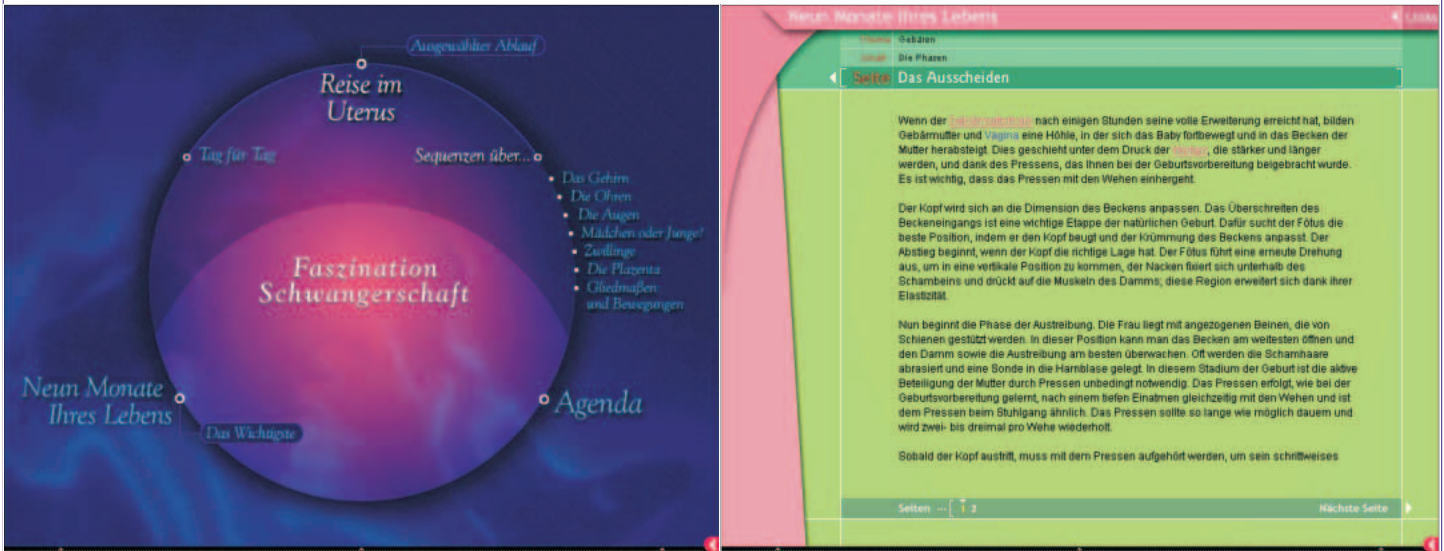 Ausgewählter Ablauf
Reise im
Uterus
Tag für Tag
Sequenzen über...
Das Gehirn
Die Ohren
Die Augen
Mädchen oder Junge?
Zwillinge
Die Plazenta
Gliedmaßen
und Bewegungen
Faszination
Schwangerschaft
Neun Monate
Ihres Lebens
Das Wichtigste
Agenda
Neun Monate Ihres Lebens
Gebären
Die Phasen
Seiten Das Ausscheiden
Wenn der nach einigen Stunden seine volle Erweiterung erreicht hat, bilden
Gebärmutter und Vagina eine Höhle, in der sich das Baby fortbewegt und in das Becken der
Mutter herabsteigt. Dies geschieht unter dem Druck der , die stärker und länger
werden, und dank des Pressens, das Ihnen bei der Geburtsvorbereitung beigebracht wurde.
Es ist wichtig, dass das Pressen mit den Wehen einhergeht.
Der Kopf wird sich an die Dimension des Beckens anpassen. Das Überschreiten des
Beckeneingangs ist eine wichtige Etappe der natürlichen Geburt. Dafür sucht der Fötus die
beste Position, indem er den Kopf beugt und der Krümmung des Beckens anpasst. Der
Abstieg beginnt, wenn der Kopf die richtige Lage hat. Der Fötus führt eine erneute Drehung
aus, um in eine vertikale Position zu kommen, der Nacken fixiert sich unterhalb des
Schambeins und drückt auf die Muskeln des Damms; diese Region erweitert sich dank ihrer
Elastizität.
Nun beginnt die Phase der Austreibung. Die Frau liegt mit angezogenen Beinen, die von
Schienen gestützt werden. In dieser Position kann man das Becken am weitesten öffnen und
den Damm sowie die Austreibung am besten überwachen. Oft werden die Schamhaare
abrasiert und eine Sonde in die Harnblase gelegt. In diesem Stadium der Geburt ist die aktive
Beteiligung der Mutter durch Pressen unbedingt notwendig. Das Pressen erfolgt, wie bei der
Geburtsvorbereitung gelernt, nach einem tiefen Einatmen gleichzeitig mit den Wehen und ist
dem Pressen beim Stuhlgang ähnlich. Das Pressen sollte so lange wie möglich dauern und
wird zwei- bis dreimal pro Wehe wiederholt.
Sobald der Kopf austritt, muss mit dem Pressen aufgehört werden, um sein schrittweises
Seiten ... 1 2
Nächste Seite